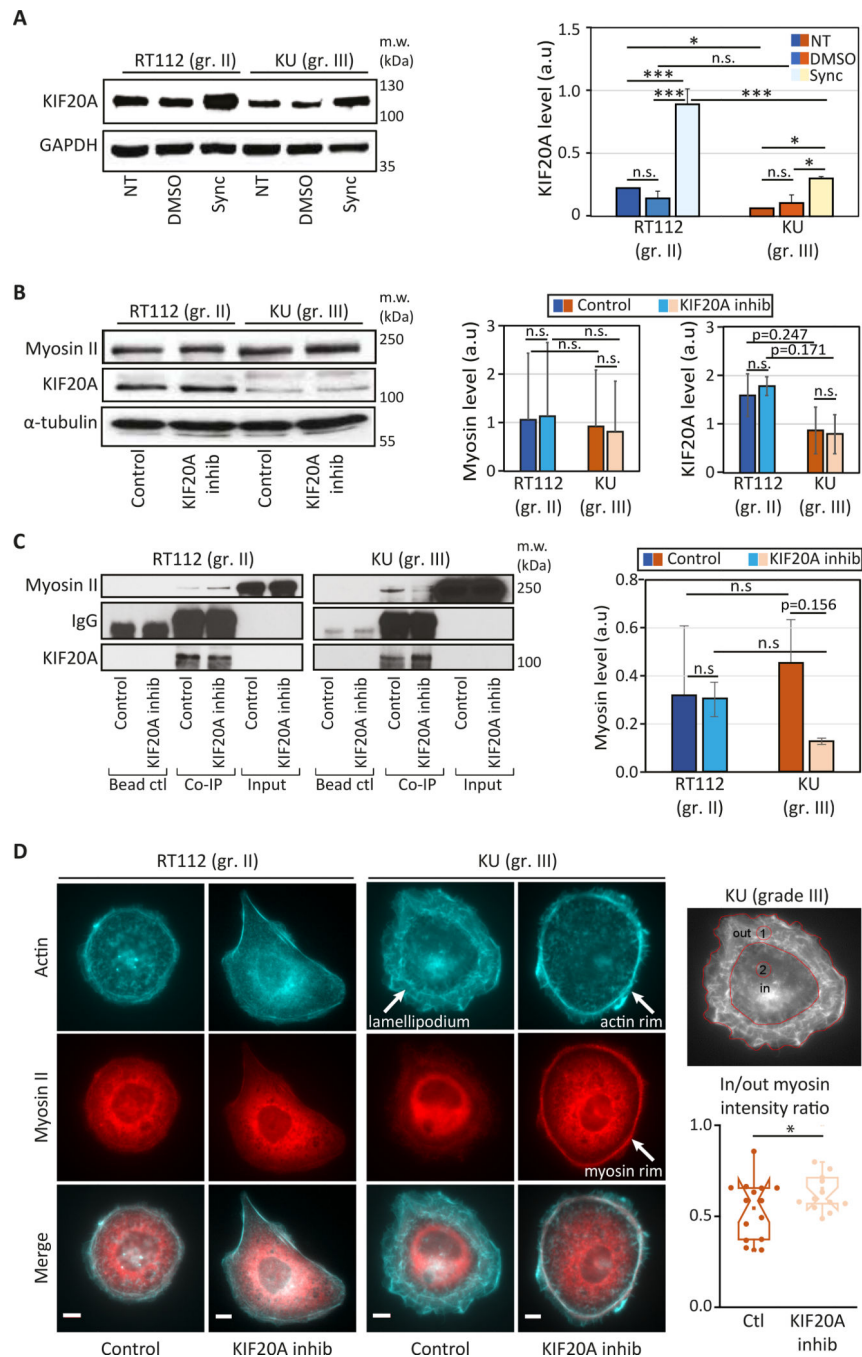 A
RT112 (gr. II)
KU (gr. III)
m.w.
(kDa)
KIF20A
130
100
GAPDH
35
NT
DMSO
Sync
NT
DMSO
Sync
KIF20A level (a.u)
1.5
1.0
0.5
0
NT
DMSO
Sync
*
n.s.
***
***
***
*
n.s.
n.s.
*
RT112
(gr. II)
KU
(gr. III)
B
RT112 (gr. II)
KU (gr. III)
m.w.
(kDa)
Myosin II
250
KIF20A
100
α-tubulin
55
Control
KIF20A
inhib
Control
KIF20A
inhib
Control
KIF20A inhib
Myosin level (a.u)
3
2
1
0
n.s.
n.s.
n.s.
n.s.
RT112
(gr. II)
KU
(gr. III)
KIF20A level (a.u)
3
2
1
0
p=0.247
p=0.171
n.s.
n.s.
RT112
(gr. II)
KU
(gr. III)
C
RT112 (gr. II)
KU (gr. III)
m.w.
(kDa)
Myosin II
250
IgG
KIF20A
100
Control
KIF20A inhib
Control
KIF20A inhib
Control
KIF20A inhib
Control
KIF20A inhib
Control
KIF20A inhib
Control
KIF20A inhib
Bead ctl
Co-IP
Input
Bead ctl
Co-IP
Input
Control
KIF20A inhib
Myosin level (a.u)
0.8
0.6
0.4
0.2
0.0
n.s
p=0.156
n.s
n.s
RT112
(gr. II)
KU
(gr. III)
D
RT112 (gr. II)
KU (gr. III)
Actin
lamellipodium
actin rim
Myosin II
myosin rim
Merge
Control
KIF20A inhib
Control
KIF20A inhib
KU (grade III)
out
1
2
in
In/out myosin
intensity ratio
1.0
0.5
0.0
*
Ctl
KIF20A
inhib